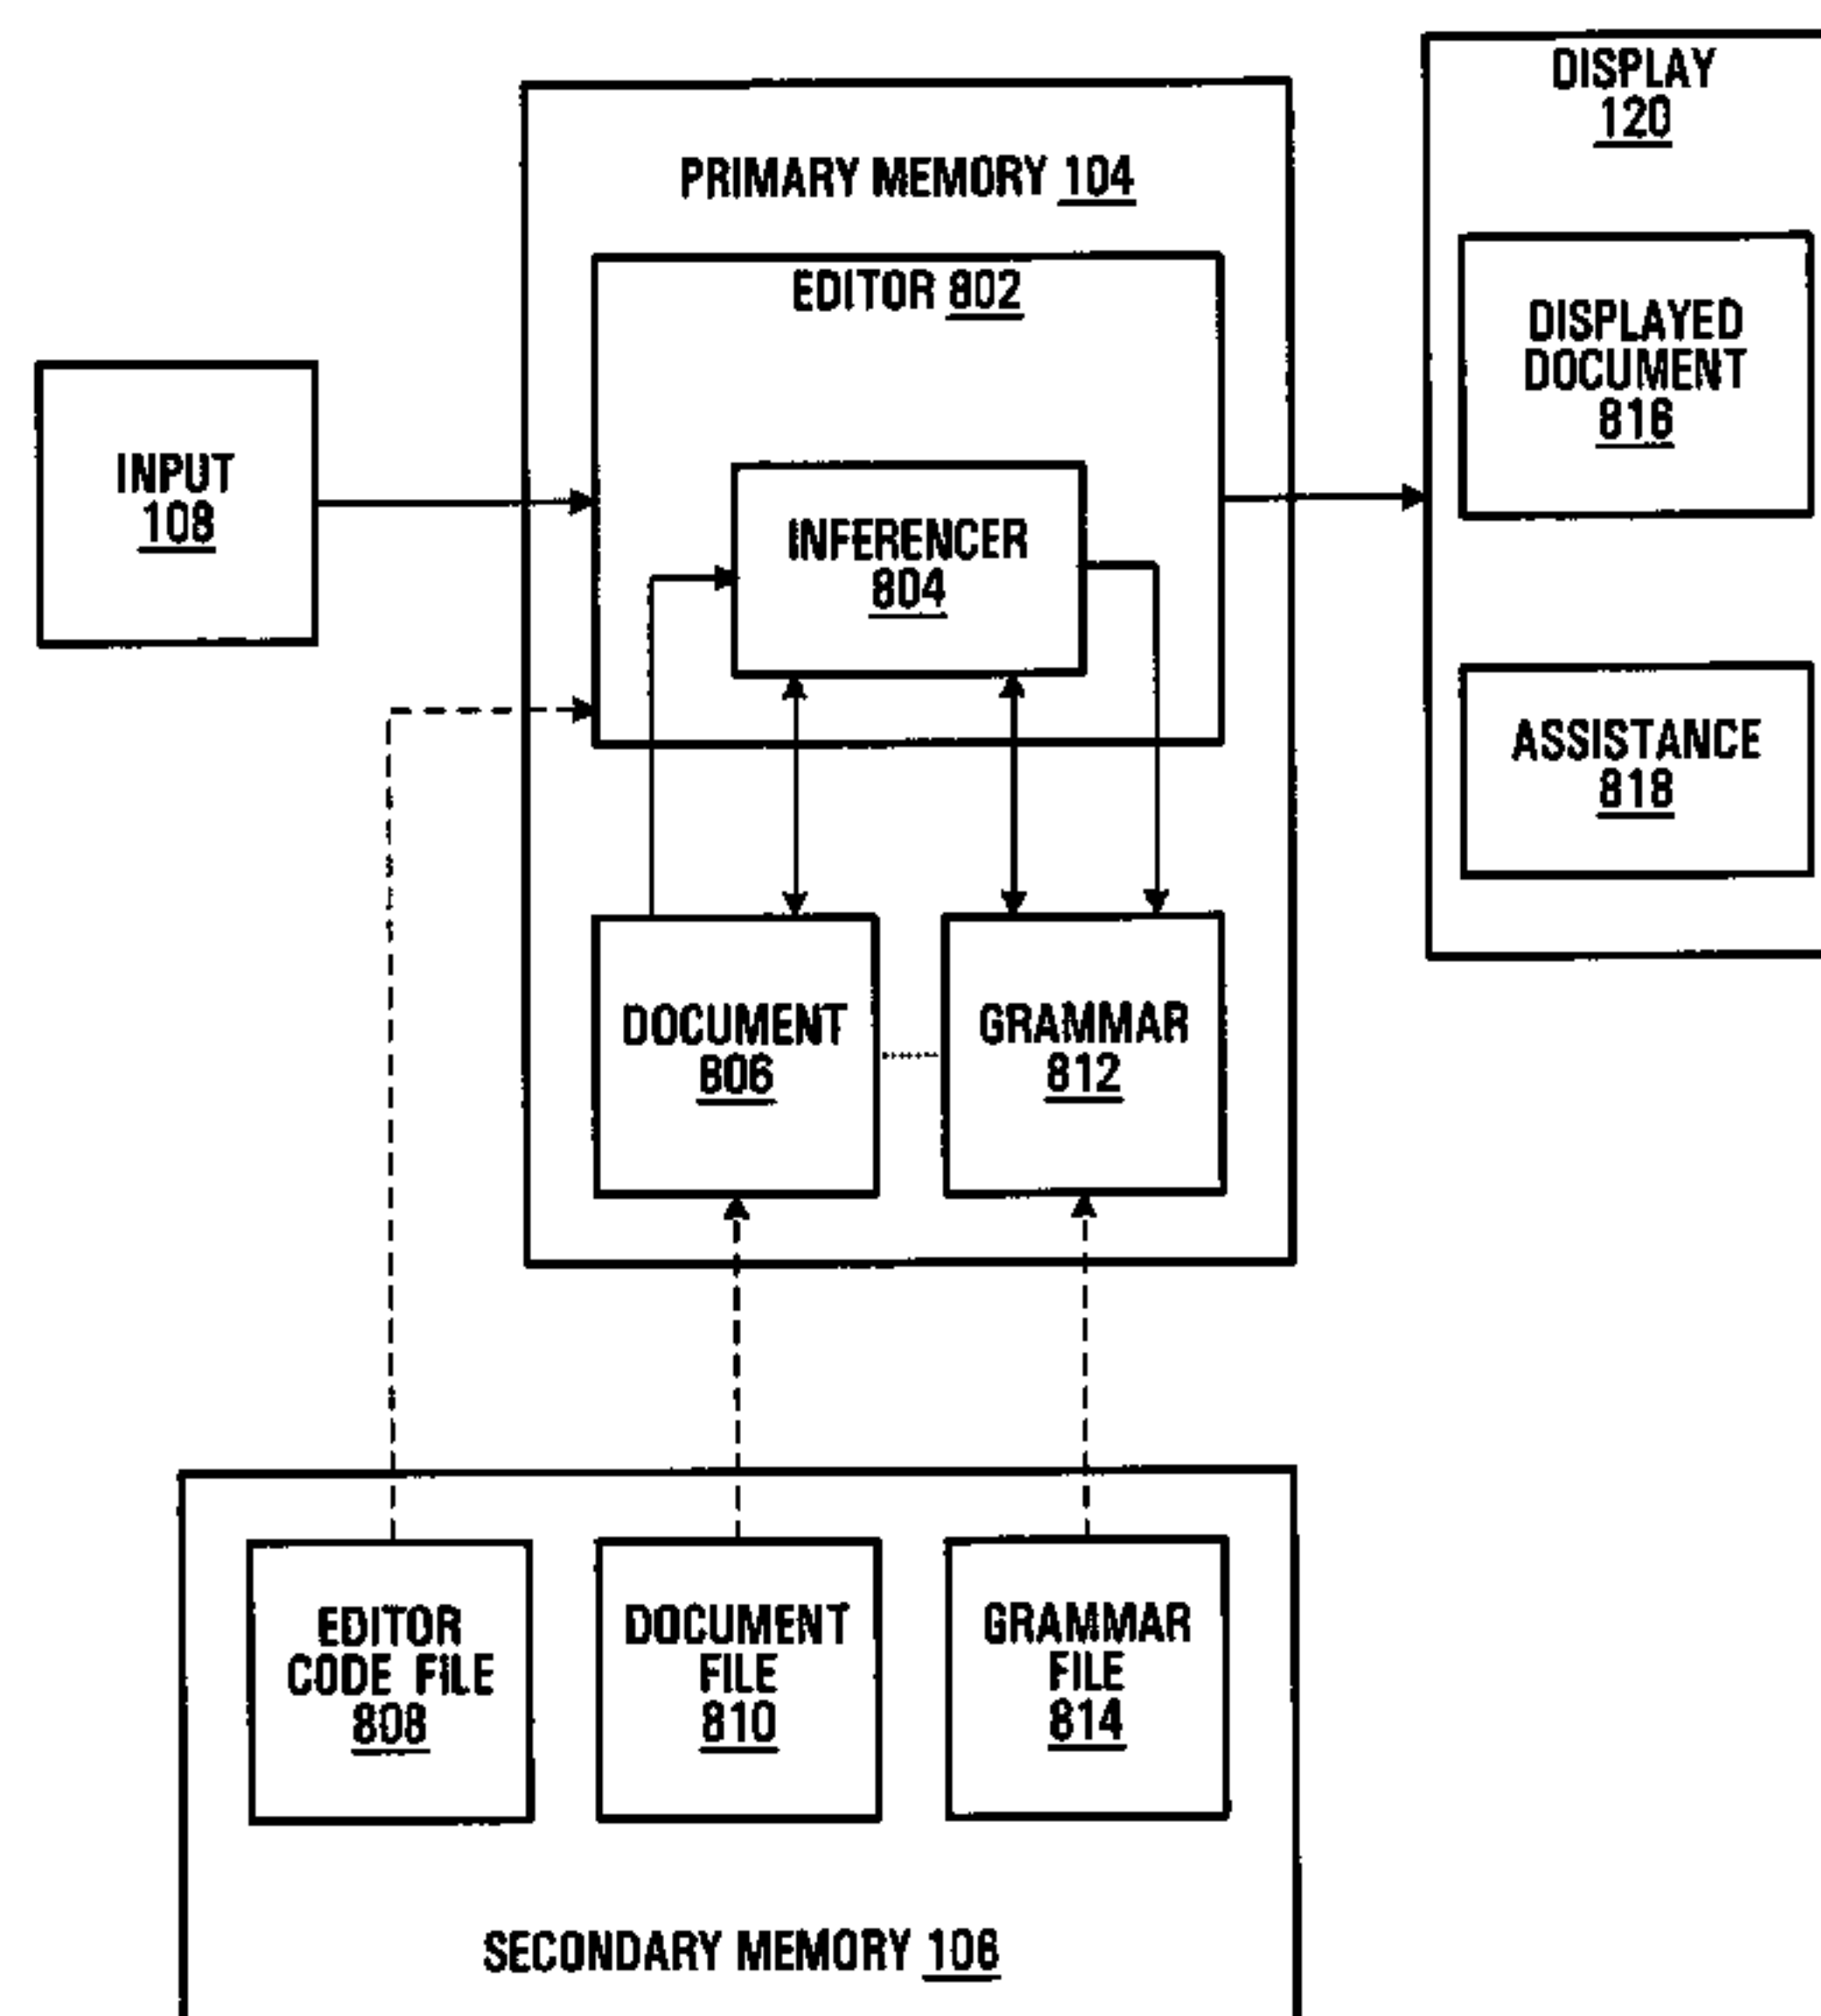 DISPLAY
120
PRIMARY MEMORY 104
EDITOR 802
DISPLAYED
DOCUMENT
816
INPUT
108
INFERENCER
804
ASSISTANCE
818
DOCUMENT
806
GRAMMAR
812
EDITOR
CODE FILE
808
DOCUMENT
FILE
810
GRAMMAR
FILE
814
SECONDARY MEMORY 106